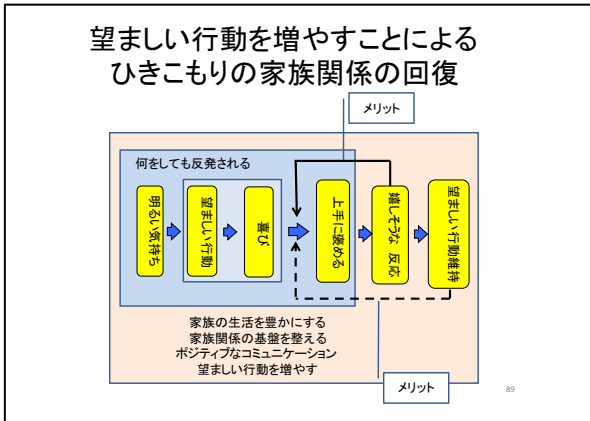 望ましい行動を増やすことによる
ひきこもりの家族関係の回復
メリット
何をしても反発される
明るい気持ち
望ましい行動
喜び
上手に褒める
嬉しそうな 反応
望ましい行動維持
家族の生活を豊かにする
家族関係の基盤を整える
ポジティブなコミュニケーション
望ましい行動を増やす
メリット
89